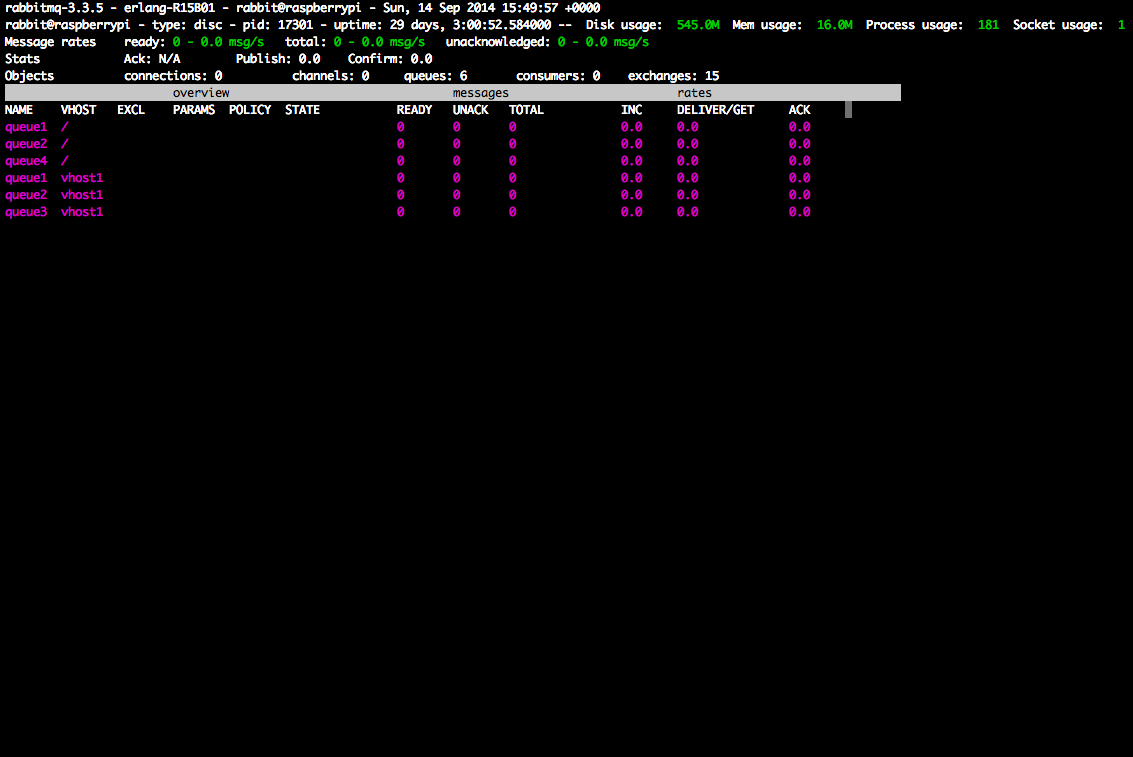 rabbitmq-3.3.5 - erlang-R15B01 - rabbit@raspberrypi - Sun, 14 Sep 2014 15:49:57 +0000
rabbit@raspberrypi - type: disc - pid: 17301 - uptime: 29 days, 3:00:52.584000 -- Disk usage: 545.0M Mem usage: 16.0M Process usage: 181 Socket usage: 1
Message rates ready: 0 - 0.0 msg/s total: 0 - 0.0 msg/s unacknowledged: 0 - 0.0 msg/s
Stats Ack: N/A Publish: 0.0 Confirm: 0.0
Objects connections: 0 channels: 0 queues: 6 consumers: 0 exchanges: 15
overview messages rates
NAME VHOST EXCL PARAMS POLICY STATE READY UNACK TOTAL INC DELIVER/GET ACK
queue1 / 0 0 0 0.0 0.0 0.0
queue2 / 0 0 0 0.0 0.0 0.0
queue4 / 0 0 0 0.0 0.0 0.0
queue1 vhost1 0 0 0 0.0 0.0 0.0
queue2 vhost1 0 0 0 0.0 0.0 0.0
queue3 vhost1 0 0 0 0.0 0.0 0.0